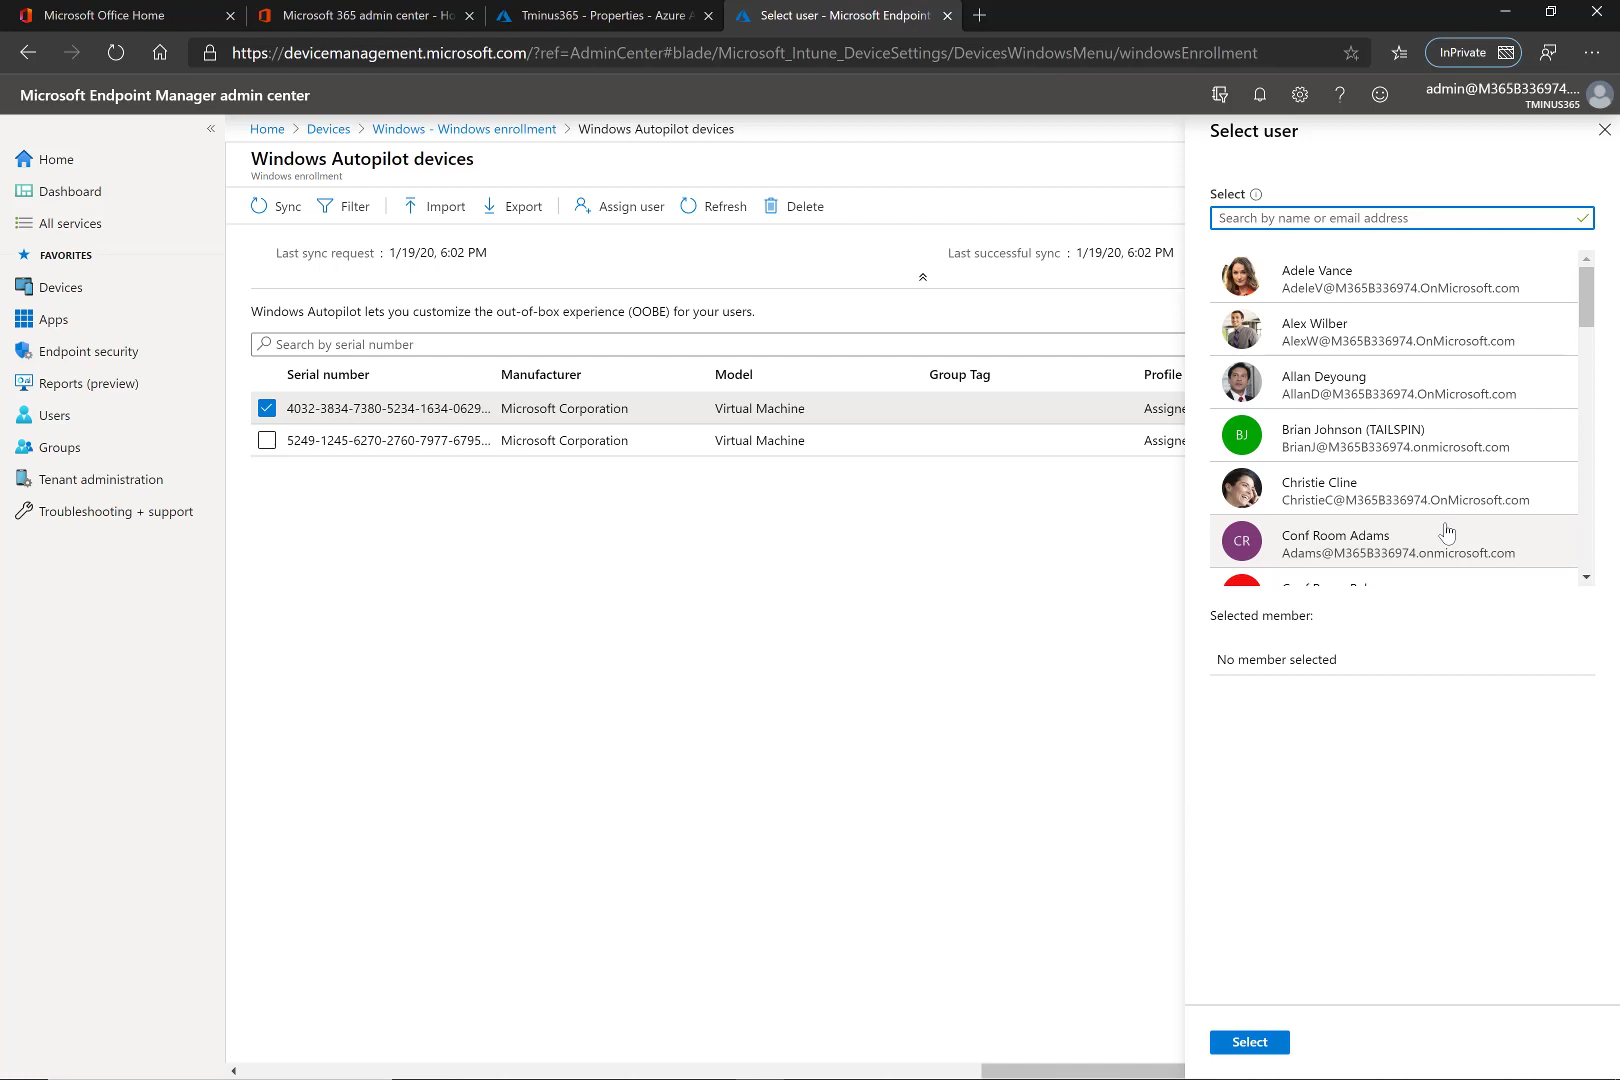 Microsoft Office Home
Microsoft 365 admin center - Ho
Tminus365 - Properties - Azure A
Select user - Microsoft Endpoint
https://devicemanagement.microsoft.com/?ref=AdminCenter#blade/Microsoft_Intune_DeviceSettings/DevicesWindowsMenu/windowsEnrollment
InPrivate
Microsoft Endpoint Manager admin center
admin@M365B336974....
TMINUS365
Home
Dashboard
All services
FAVORITES
Devices
Apps
Endpoint security
Reports (preview)
Users
Groups
Tenant administration
Troubleshooting + support
Home > Devices > Windows - Windows enrollment > Windows Autopilot devices
Windows Autopilot devices
Windows enrollment
Sync Filter Import Export Assign user Refresh Delete
Last sync request : 1/19/20, 6:02 PM Last successful sync : 1/19/20, 6:02 PM
Windows Autopilot lets you customize the out-of-box experience (OOBE) for your users.
Search by serial number
Serial number Manufacturer Model Group Tag Profile
4032-3834-7380-5234-1634-0629... Microsoft Corporation Virtual Machine Assigne
5249-1245-6270-2760-7977-6795... Microsoft Corporation Virtual Machine Assigne
Select user
Select
Search by name or email address
Adele Vance
AdeleV@M365B336974.OnMicrosoft.com
Alex Wilber
AlexW@M365B336974.OnMicrosoft.com
Allan Deyoung
AllanD@M365B336974.OnMicrosoft.com
BJ
Brian Johnson (TAILSPIN)
BrianJ@M365B336974.onmicrosoft.com
Christie Cline
ChristieC@M365B336974.OnMicrosoft.com
CR
Conf Room Adams
Adams@M365B336974.onmicrosoft.com
Selected member:
No member selected
Select